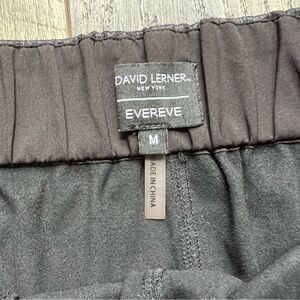 DAVID LERNER
NEW YORK
EVEREVE
M
MADE IN CHINA